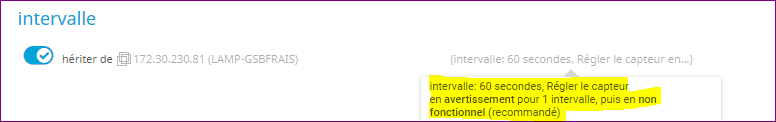 intervalle
hériter de 172.30.230.81 (LAMP-GSBFRAIS) (intervalle: 60 secondes, Régler le capteur en...)
intervalle: 60 secondes, Régler le capteur
en avertissement pour 1 intervalle, puis en non
fonctionnel (recommandé)